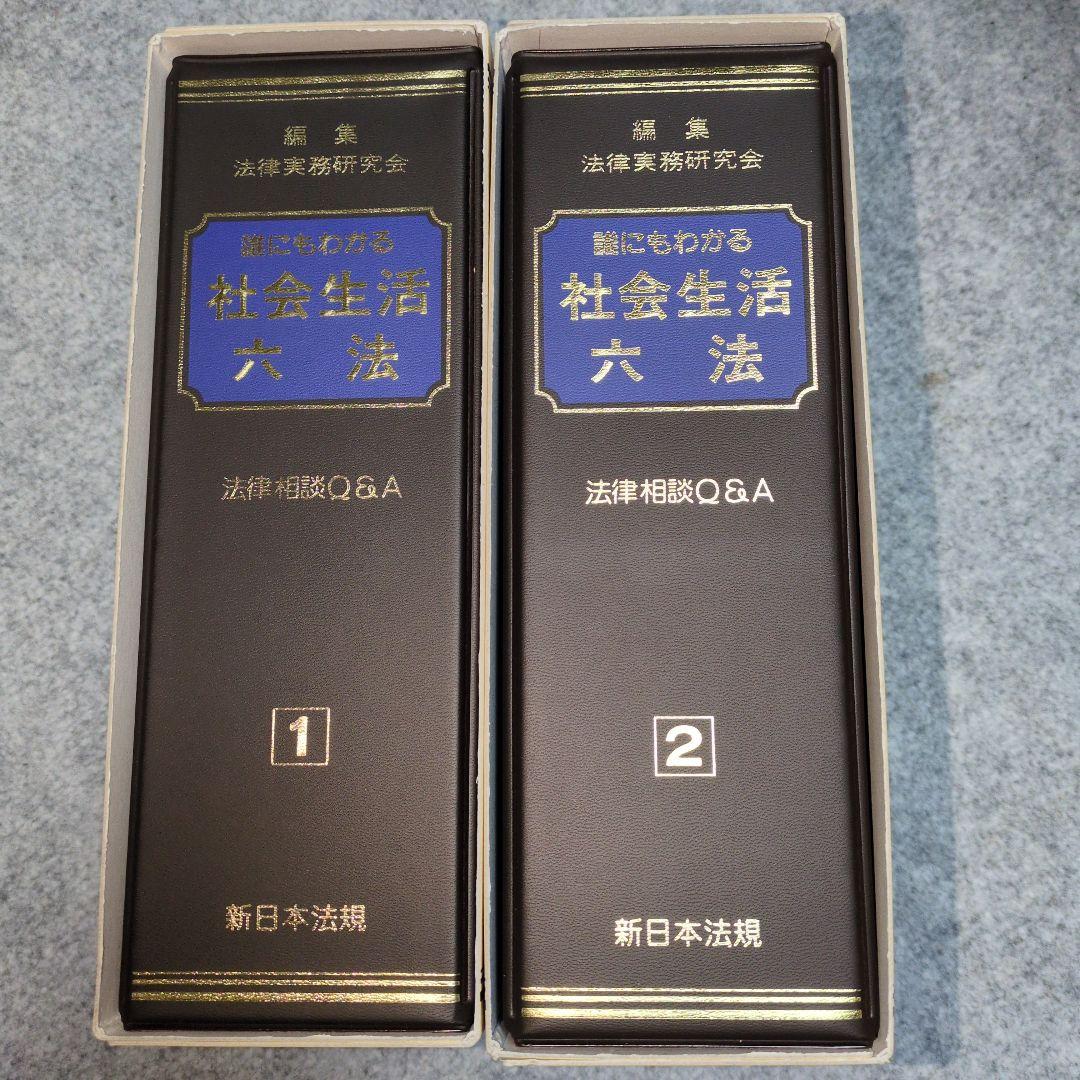 編集
法律実務研究会
誰にもわかる
社会生活
六法
法律相談Q&A
1
新日本法規
編集
法律実務研究会
誰にもわかる
社会生活
六法
法律相談Q&A
2
新日本法規